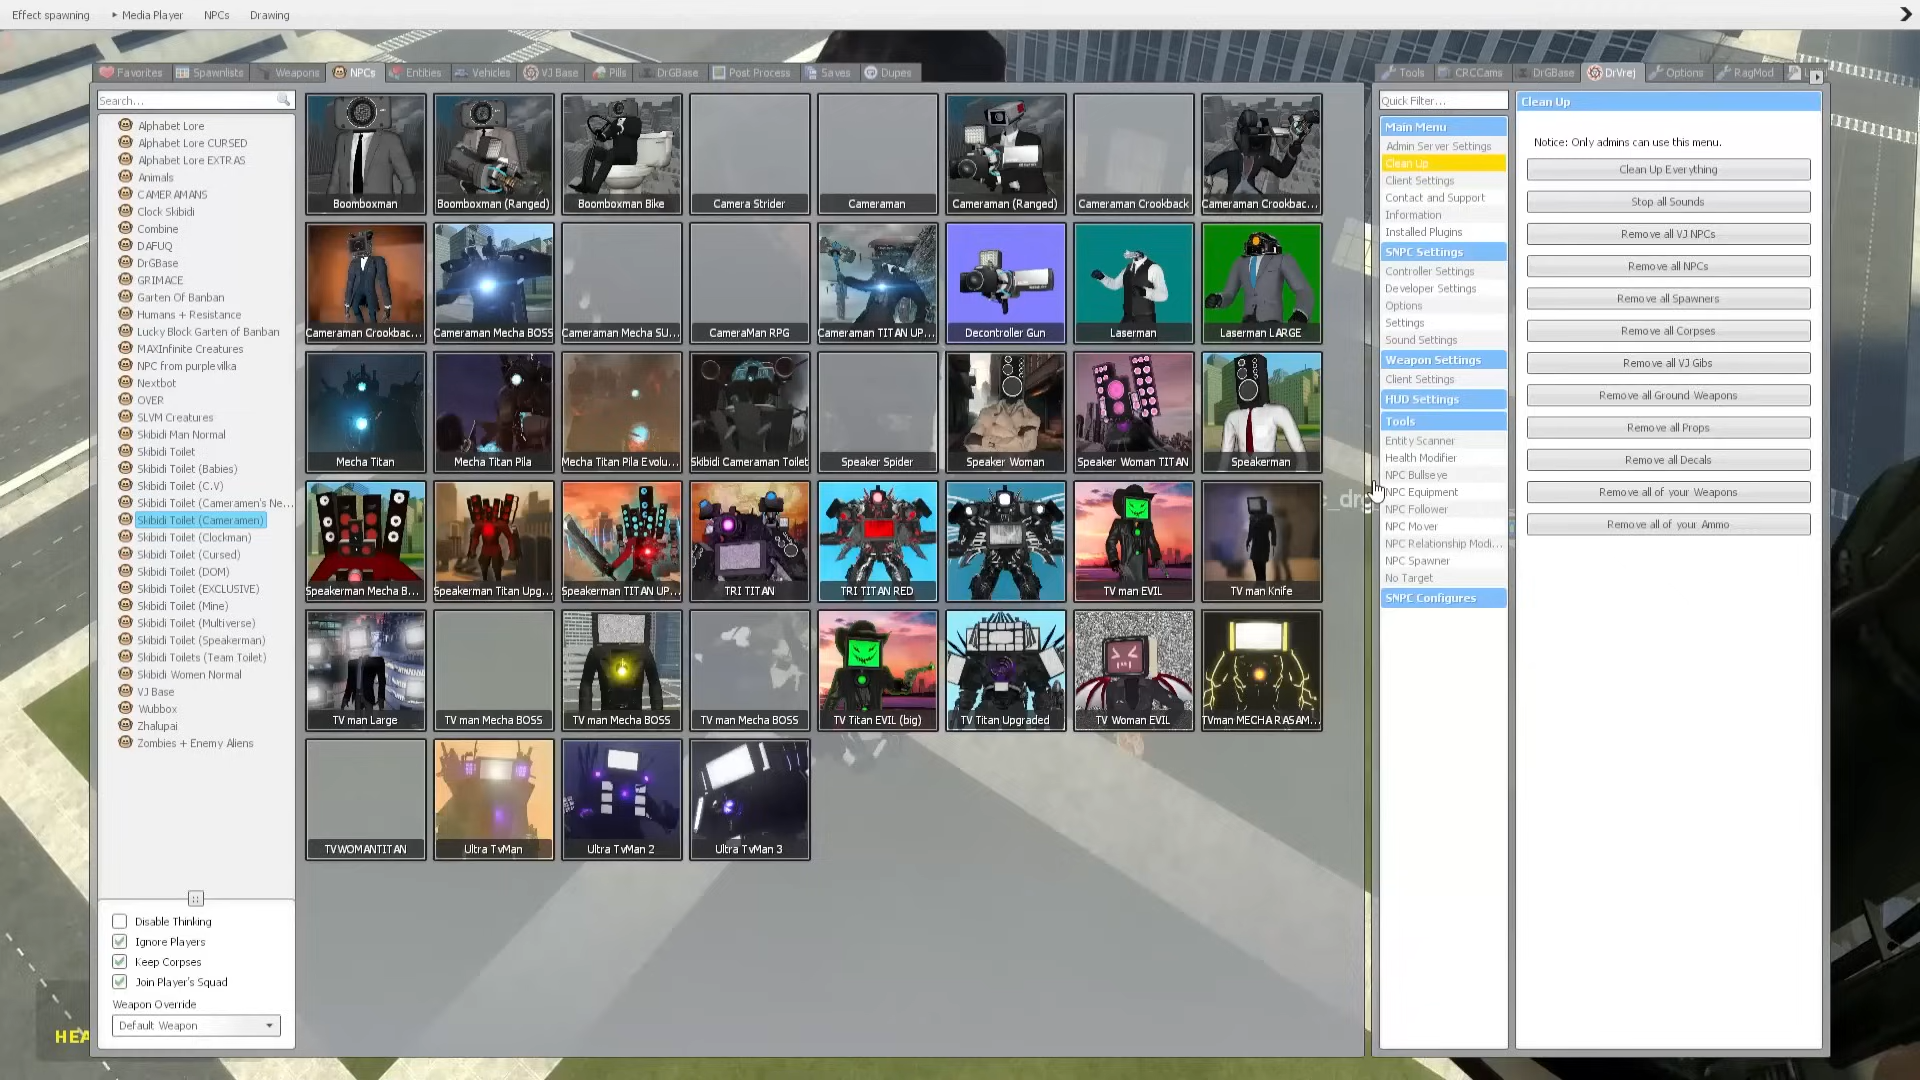 Effect spawning
Media Player
NPCs
Drawing
Favorites
Spawnlists
Weapons
NPCs
Entities
Vehicles
VJ Base
Pills
DrGBase
Post Process
Saves
Dupes
Tools
CRCCams
DrGBase
DrVrej
Options
RagMod
Search...
Alphabet Lore
Alphabet Lore CURSED
Alphabet Lore EXTRAS
Animals
CAMERAMANS
Clock Skibidi
Combine
DAFUQ
DrGBase
GRIMACE
Garten Of Banban
Humans + Resistance
Lucky Block Garten of Banban
MAXInfinite Creatures
NPC from purplevilka
Nextbot
OVER
SLVM Creatures
Skibidi Man Normal
Skibidi Toilet
Skibidi Toilet (Babies)
Skibidi Toilet (C.V)
Skibidi Toilet (Cameramen's Ne...
Skibidi Toilet (Cameramen)
Skibidi Toilet (Clockman)
Skibidi Toilet (Cursed)
Skibidi Toilet (DOM)
Skibidi Toilet (EXCLUSIVE)
Skibidi Toilet (Mine)
Skibidi Toilet (Multiverse)
Skibidi Toilet (Speakerman)
Skibidi Toilets (Team Toilet)
Skibidi Women Normal
VJ Base
Wubbox
Zhalupai
Zombies + Enemy Aliens
Disable Thinking
Ignore Players
Keep Corpses
Join Player's Squad
Weapon Override
Default Weapon
HEA
Boomboxman
Boomboxman (Ranged)
Boomboxman Bike
Camera Strider
Cameraman
Cameraman (Ranged)
Cameraman Crookback
Cameraman Crookbac...
Cameraman Crookbac...
Cameraman Mecha BOSS
Cameraman Mecha SU...
CameraMan RPG
Cameraman TITAN UP...
Decontroller Gun
Laserman
Laserman LARGE
Mecha Titan
Mecha Titan Pila
Mecha Titan Pila Evolu...
Skibidi Cameraman Toilet
Speaker Spider
Speaker Woman
Speaker Woman TITAN
Speakerman
Speakerman Mecha B...
Speakerman Titan Upg...
Speakerman TITAN UP...
TRI TITAN
TRI TITAN RED
TV man EVIL
TV man Knife
TV man Large
TV man Mecha BOSS
TV man Mecha BOSS
TV man Mecha BOSS
TV Titan EVIL (big)
TV Titan Upgraded
TV Woman EVIL
TVman MECHA RASAM...
TVWOMANTITAN
Ultra TvMan
Ultra TvMan 2
Ultra TvMan 3
Quick Filter...
Main Menu
Admin Server Settings
Clean Up
Client Settings
Contact and Support
Information
Installed Plugins
SNPC Settings
Controller Settings
Developer Settings
Options
Settings
Sound Settings
Weapon Settings
Client Settings
HUD Settings
Tools
Entity Scanner
Health Modifier
NPC Bullseye
NPC Equipment
NPC Follower
NPC Mover
NPC Relationship Modi...
NPC Spawner
No Target
SNPC Configures
Clean Up
Notice: Only admins can use this menu.
Clean Up Everything
Stop all Sounds
Remove all VJ NPCs
Remove all NPCs
Remove all Spawners
Remove all Corpses
Remove all VJ Gibs
Remove all Ground Weapons
Remove all Props
Remove all Decals
Remove all of your Weapons
Remove all of your Ammo